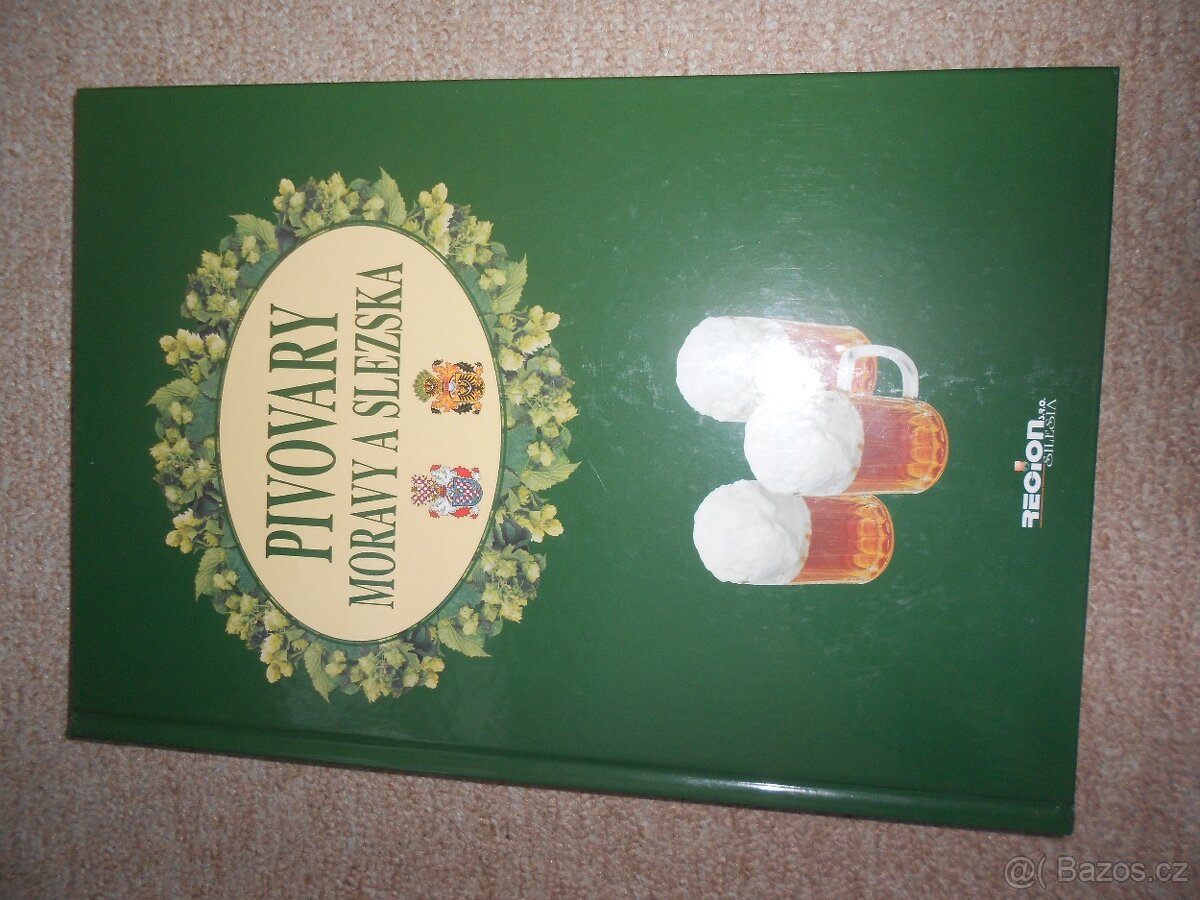 PIVOVARY
MORAVY A SLEZSKA
REGION s.r.o.
SILESIA
@( Bazos.cz